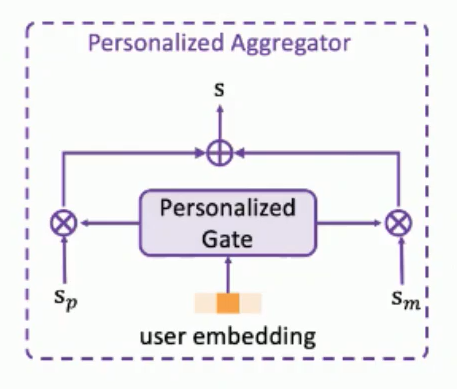 Personalized Aggregator
s
Personalized
Gate
s_p
s_m
user embedding